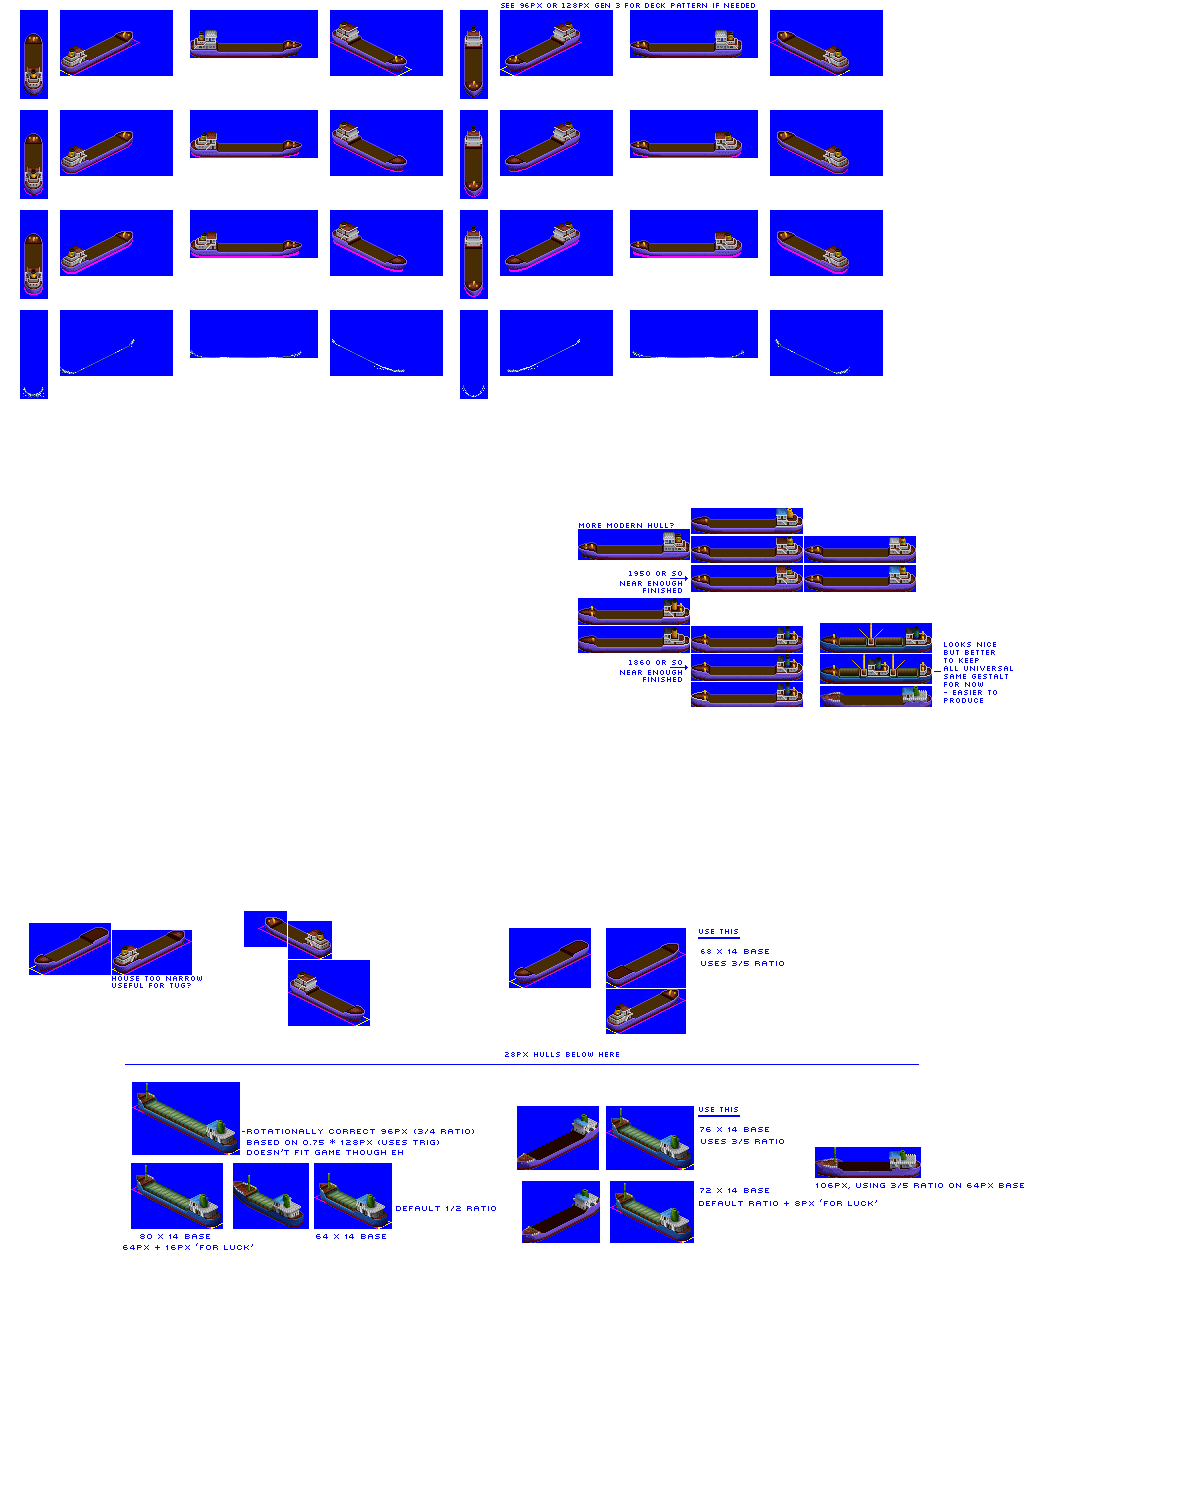 SEE 96PX OR 128PX GEN 3 FOR DECK PATTERN IF NEEDED
MORE MODERN HULL?
1950 OR SO
NEAR ENOUGH
FINISHED
1860 OR SO
NEAR ENOUGH
FINISHED
LOOKS NICE
BUT BETTER
TO KEEP
ALL UNIVERSAL
SAME GESTALT
FOR NOW
- EASIER TO
PRODUCE
HOUSE TOO NARROW
USEFUL FOR TUG?
USE THIS
68 X 14 BASE
USES 3/5 RATIO
28PX HULLS BELOW HERE
-ROTATIONALLY CORRECT 96PX (3/4 RATIO)
BASED ON 0.75 * 128PX (USES TRIG)
DOESN'T FIT GAME THOUGH EH
USE THIS
76 X 14 BASE
USES 3/5 RATIO
106PX, USING 3/5 RATIO ON 64PX BASE
72 X 14 BASE
DEFAULT RATIO + 8PX 'FOR LUCK'
DEFAULT 1/2 RATIO
80 X 14 BASE
64PX + 16PX 'FOR LUCK'
64 X 14 BASE